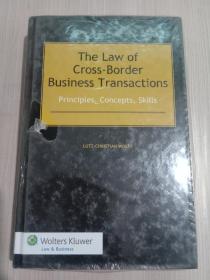 The Law of
Cross-Border
Business Transactions
Principles, Concepts, Skills
LUTZ-CHRISTIAN WOLFF
Wolters Kluwer
Law & Business